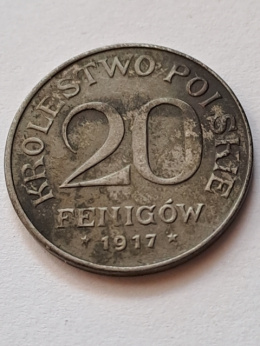 KRÓLESTWO POLSKIE
20
FENIGÓW
* 1917 *